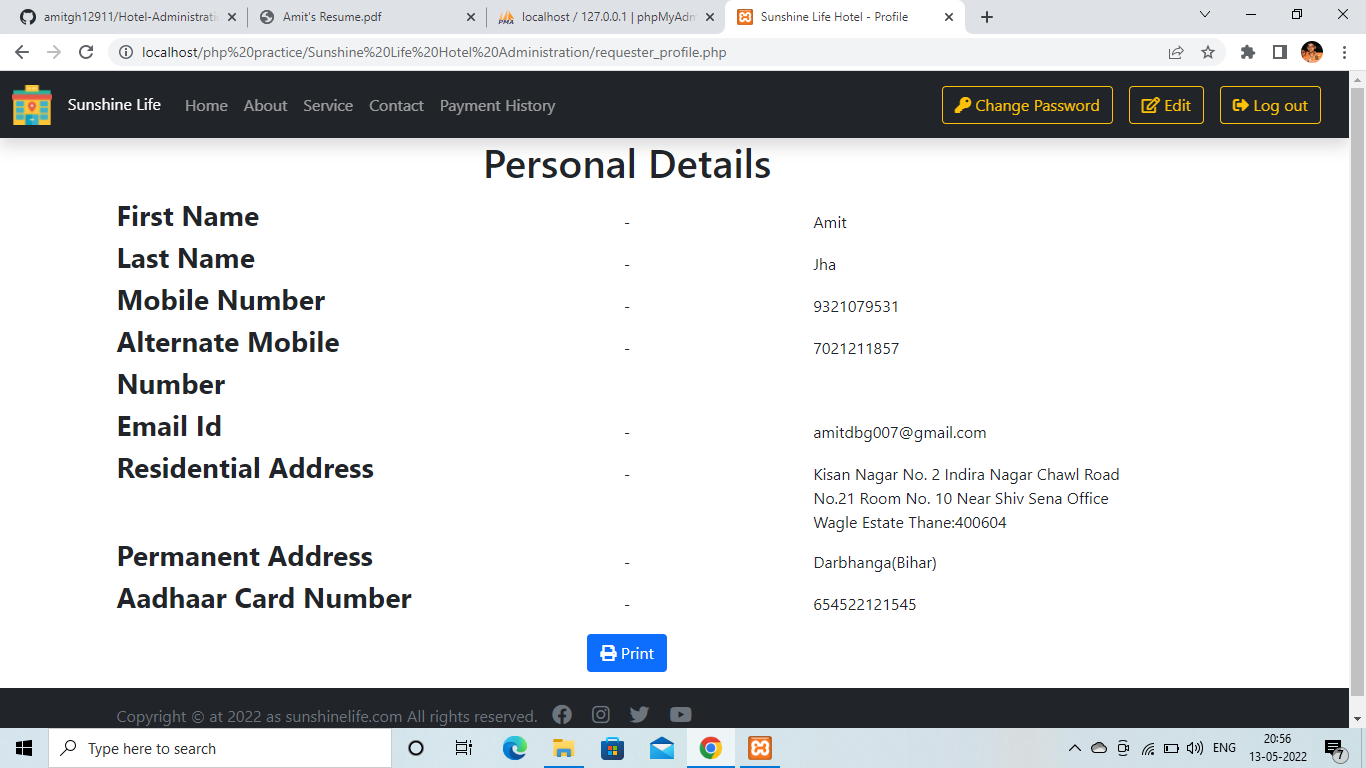 amitgh12911/Hotel-Administrati
Amit's Resume.pdf
localhost / 127.0.0.1 | phpMyAdm
Sunshine Life Hotel - Profile
localhost/php%20practice/Sunshine%20Life%20Hotel%20Administration/requester_profile.php
Sunshine Life Home About Service Contact Payment History Change Password Edit Log out
Personal Details
First Name - Amit
Last Name - Jha
Mobile Number - 9321079531
Alternate Mobile - 7021211857
Number
Email Id - amitdbg007@gmail.com
Residential Address - Kisan Nagar No. 2 Indira Nagar Chawl Road
No.21 Room No. 10 Near Shiv Sena Office
Wagle Estate Thane:400604
Permanent Address - Darbhanga(Bihar)
Aadhaar Card Number - 654522121545
Print
Copyright © at 2022 as sunshinelife.com All rights reserved.
Type here to search
ENG
20:56
13-05-2022
7